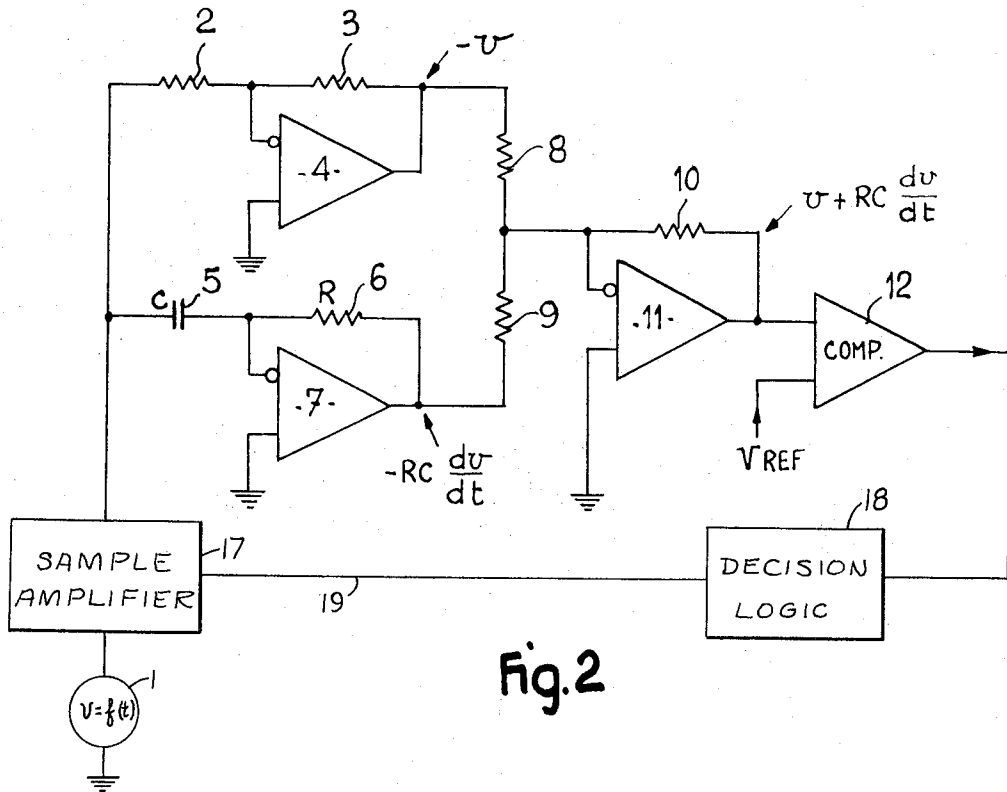 2
3
-v
8
-4-
10
v + RC dv/dt
C
5
R
6
9
-11-
12
COMP.
-7-
-RC dv/dt
VREF
17
18
SAMPLE
AMPLIFIER
DECISION
LOGIC
19
1
v=f(t)
Fig.2